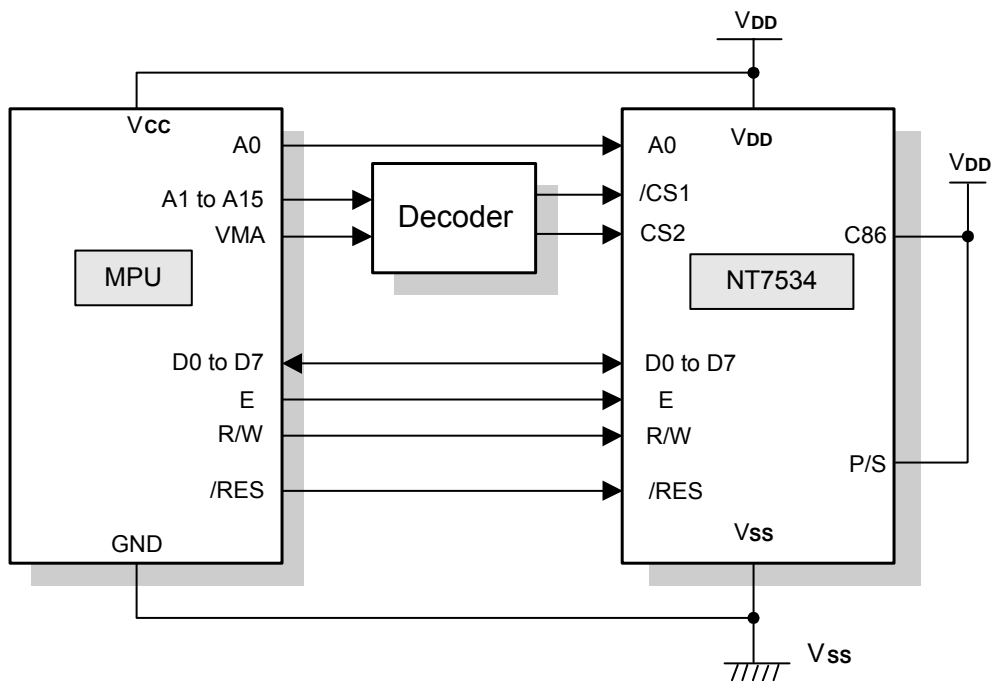 VDD
VCC
A0
A1 to A15
VMA
MPU
D0 to D7
E
R/W
/RES
GND
Decoder
VDD
A0
/CS1
CS2
C86
NT7534
D0 to D7
E
R/W
P/S
/RES
VSS
VDD
VSS